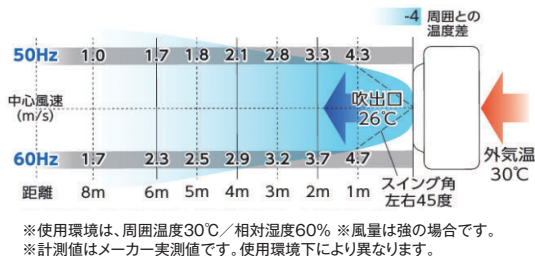 -4 周囲との
温度差
50Hz 1.0 1.7 1.8 2.1 2.8 3.3 4.3
中心風速
(m/s)
吹出口
26℃
60Hz 1.7 2.3 2.5 2.9 3.2 3.7 4.7
外気温
30℃
距離 8m 6m 5m 4m 3m 2m 1m
スイング角
左右45度
※使用環境は、周囲温度30℃/相対湿度60% ※風量は強の場合です。
※計測値はメーカー実測値です。使用環境下により異なります。